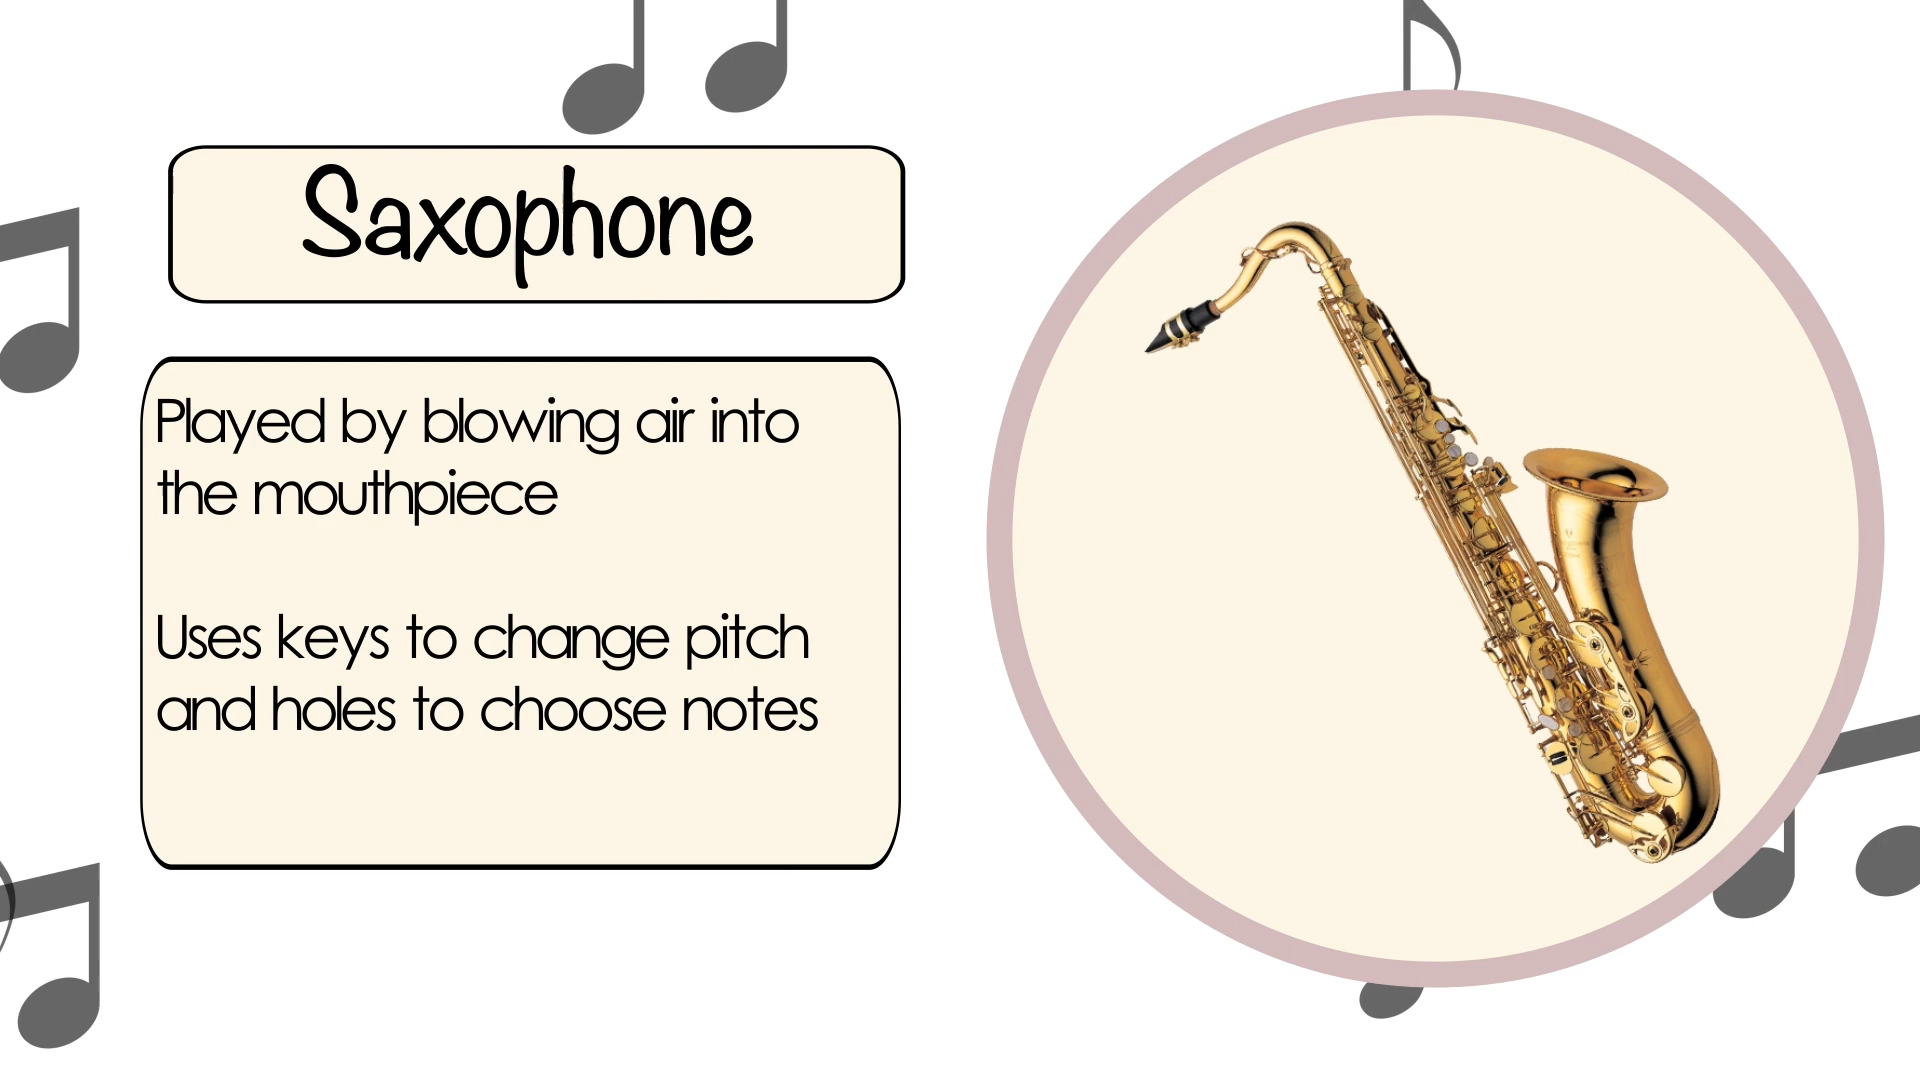 Saxophone
Played by blowing air into
the mouthpiece
Uses keys to change pitch
and holes to choose notes